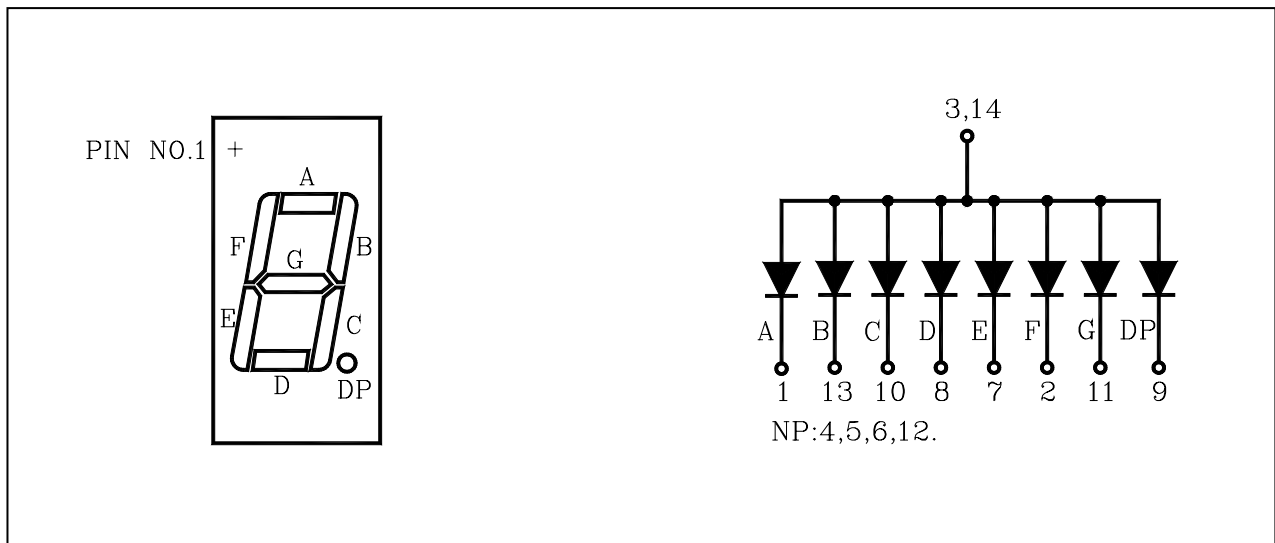 PIN NO.1 +
A
F
B
G
E
C
D
DP
3,14
A B C D E F G DP
1 13 10 8 7 2 11 9
NP:4,5,6,12.